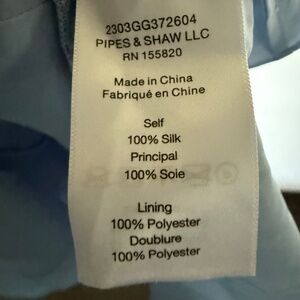 2303GG372604
PIPES & SHAW LLC
RN 155820
Made in China
Fabriqué en Chine
Self
100% Silk
Principal
100% Soie
Lining
100% Polyester
Doublure
100% Polyester